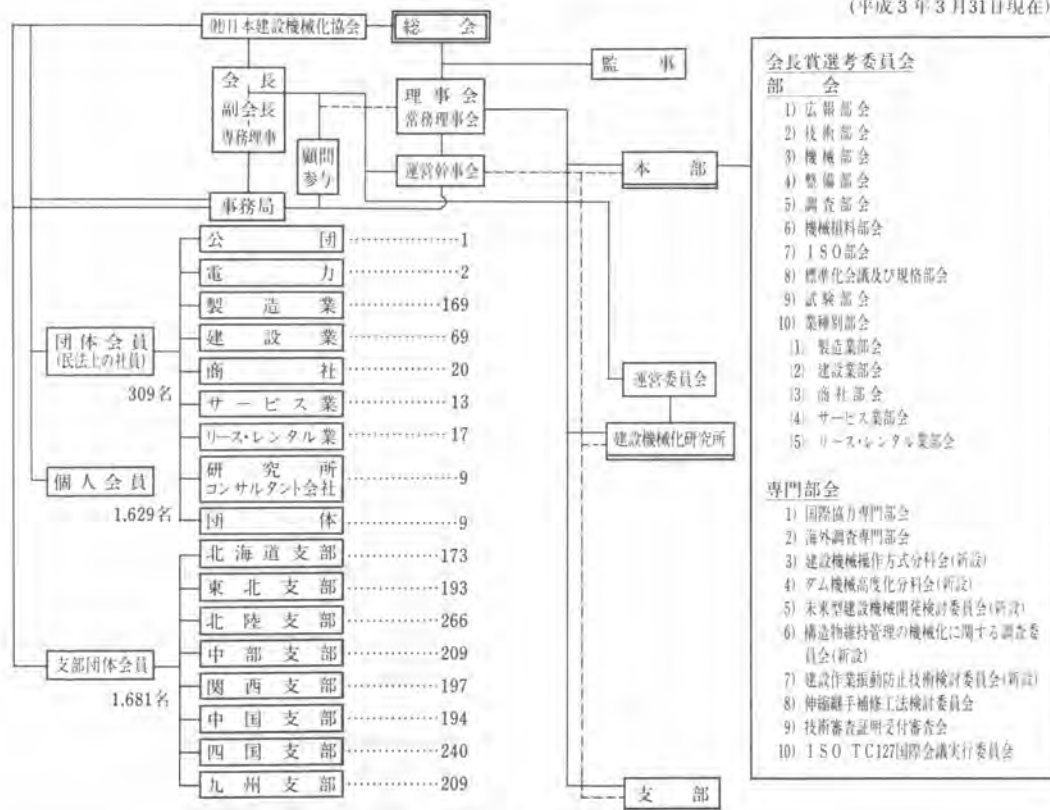 (平成3年3月31日現在)
㈳日本建設機械化協会
総会
監事
会長
副会長
専務理事
理事会
常務理事会
顧問
参与
運営幹事会
本部
事務局
公団…………1
電力…………2
製造業…………169
建設業…………69
商社…………20
サービス業…………13
リース・レンタル業…………17
研究所
コンサルタント会社…………9
団体…………9
団体会員
(民法上の社員)
309名
個人会員
1,629名
北海道支部…………173
東北支部…………193
北陸支部…………266
中部支部…………209
関西支部…………197
中国支部…………194
四国支部…………240
九州支部…………209
支部団体会員
1,681名
運営委員会
建設機械化研究所
支部
会長賞選考委員会
部会
1) 広報部会
2) 技術部会
3) 機械部会
4) 整備部会
5) 調査部会
6) 機械損料部会
7) ISO部会
8) 標準化会議及び規格部会
9) 試験部会
10) 業種別部会
(1) 製造業部会
(2) 建設業部会
(3) 商社部会
(4) サービス業部会
(5) リース・レンタル業部会
専門部会
1) 国際協力専門部会
2) 海外調査専門部会
3) 建設機械操作方式分科会(新設)
4) ダム機械高度化分科会(新設)
5) 未来型建設機械開発検討委員会(新設)
6) 構造物維持管理の機械化に関する調査委
員会(新設)
7) 建設作業振動防止技術検討委員会(新設)
8) 伸縮継手補修工法検討委員会
9) 技術審査証明受付審査会
10) ISO TC127国際会議実行委員会